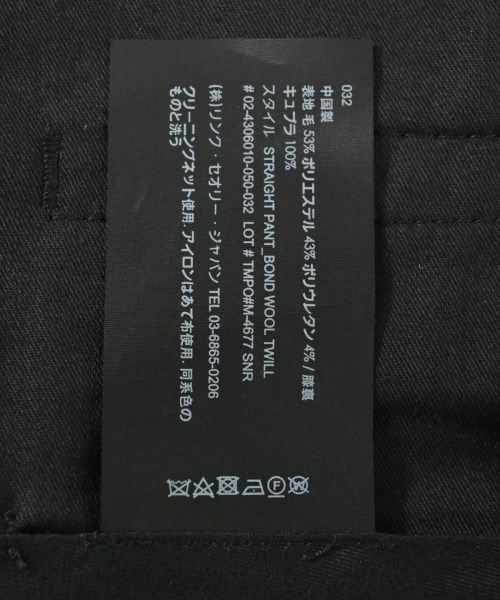 032
中国製
表地 毛 53% ポリエステル 43% ポリウレタン 4% / 膝裏
キュプラ 100%
スタイル STRAIGHT PANT_BOND WOOL TWILL
# 02-4306010-050-032 LOT # TMPO#M-4677 SNR
(株)リンク・セオリー・ジャパン TEL 03-6865-0206
クリーニングネット使用. アイロンはあて布使用. 同系色の
ものと洗う